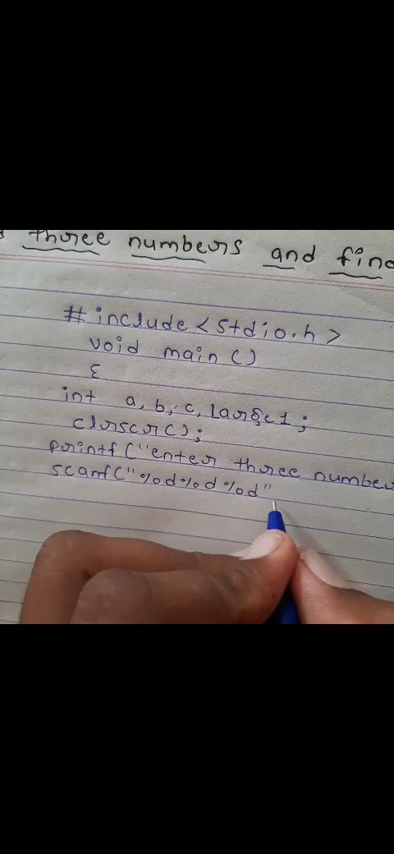 three numbers and find
#include<stdio.h>
void main()
{
int a, b, c, large1;
clrscr();
printf("enter three number
scanf("%d%d%d"